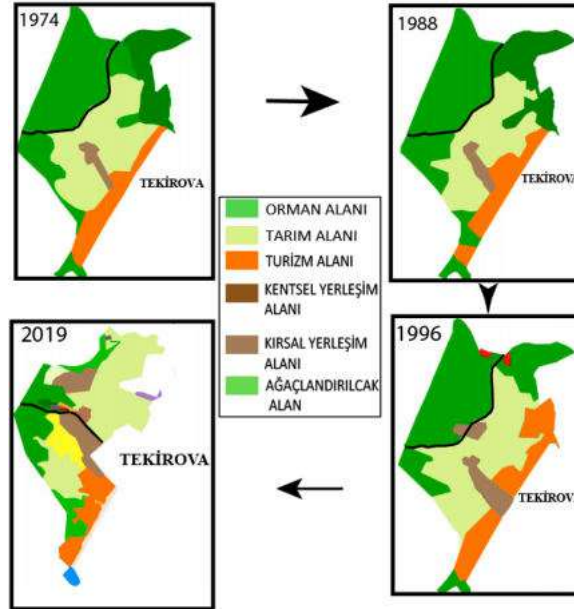 1974
TEKİROVA
1988
TEKİROVA
ORMAN ALANI
TARIM ALANI
TURİZM ALANI
KENTSEL YERLEŞİM
ALANI
KIRSAL YERLEŞİM
ALANI
AĞAÇLANDIRILCAK
ALAN
2019
TEKİROVA
1996
TEKİROVA